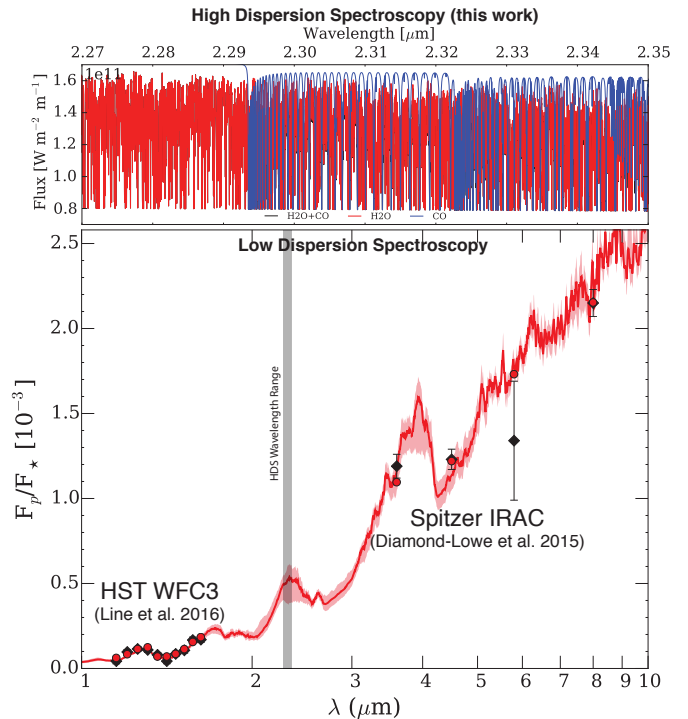 High Dispersion Spectroscopy (this work)
Wavelength [μm]
2.27 2.28 2.29 2.30 2.31 2.32 2.33 2.34 2.35
1e11
1.6
1.4
1.2
1.0
0.8
Flux [W m⁻² m⁻¹]
H2O+CO H2O CO
Low Dispersion Spectroscopy
2.5
2.0
1.5
1.0
0.5
0.0
F_p/F_⋆ [10⁻³]
HDS Wavelength Range
Spitzer IRAC
(Diamond-Lowe et al. 2015)
HST WFC3
(Line et al. 2016)
1 2 3 4 5 6 7 8 9 10
λ (μm)